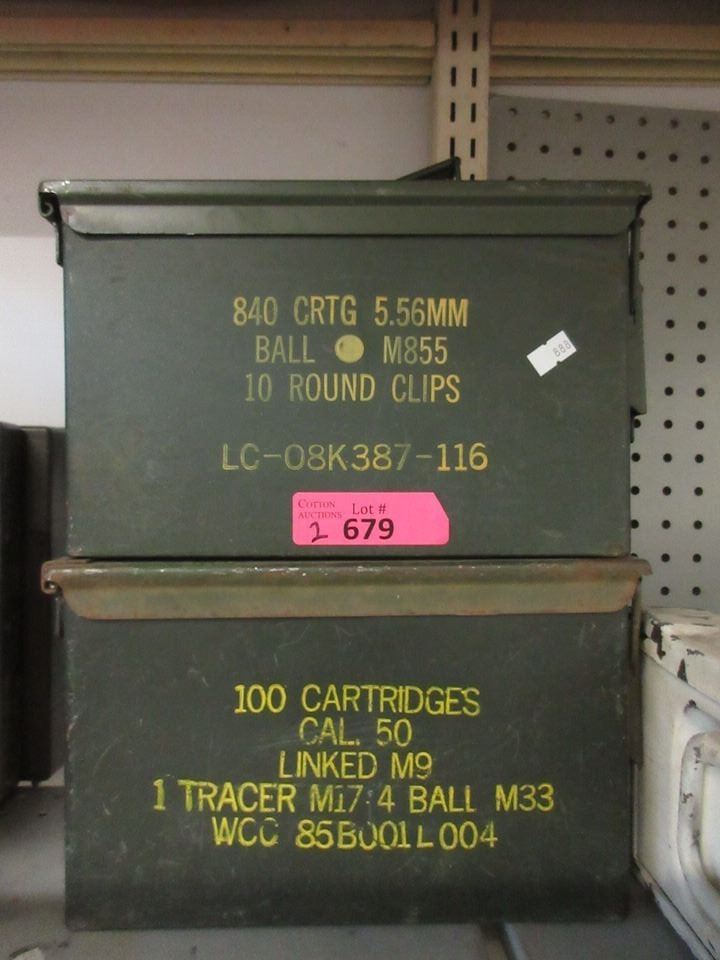 840 CRTG 5.56MM
BALL M855
10 ROUND CLIPS
888
LC-08K387-116
COTTON
AUCTIONS
Lot #
2 679
100 CARTRIDGES
CAL. 50
LINKED M9
1 TRACER M17:4 BALL M33
WCC 85B001L004